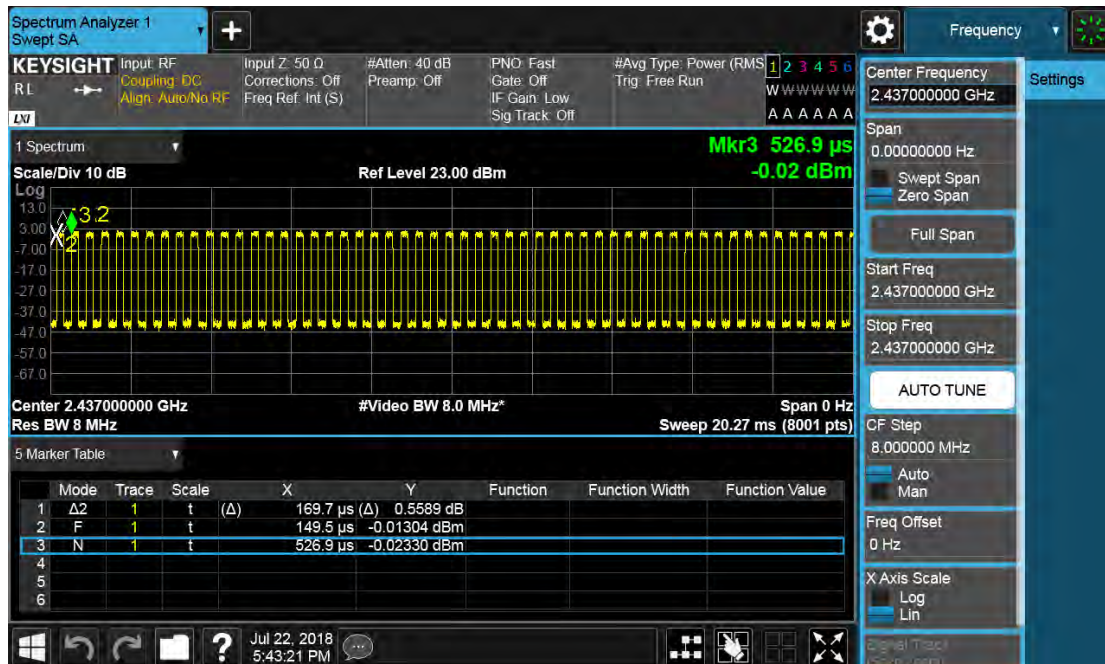 Spectrum Analyzer 1
Swept SA
+
Frequency
KEYSIGHT
Input: RF
Input Z: 50 Ω
#Atten: 40 dB
PNO: Fast
#Avg Type: Power (RMS
1 2 3 4 5 6
R L
Coupling: DC
Corrections: Off
Preamp: Off
Gate: Off
Trig: Free Run
W W W W W W
Align: Auto/No RF
Freq Ref: Int (S)
IF Gain: Low
LXI
Sig Track: Off
A A A A A A
1 Spectrum
Mkr3 526.9 µs
Scale/Div 10 dB
Ref Level 23.00 dBm
-0.02 dBm
Log
13.0
3.00
-7.00
-17.0
-27.0
-37.0
-47.0
-57.0
-67.0
Center 2.437000000 GHz
#Video BW 8.0 MHz*
Span 0 Hz
Res BW 8 MHz
Sweep 20.27 ms (8001 pts)
5 Marker Table
Mode Trace Scale X Y Function Function Width Function Value
1 Δ2 1 t (Δ) 169.7 µs (Δ) 0.5589 dB
2 F 1 t 149.5 µs -0.01304 dBm
3 N 1 t 526.9 µs -0.02330 dBm
4
5
6
?
Jul 22, 2018
5:43:21 PM
Center Frequency
2.437000000 GHz
Settings
Span
0.00000000 Hz
Swept Span
Zero Span
Full Span
Start Freq
2.437000000 GHz
Stop Freq
2.437000000 GHz
AUTO TUNE
CF Step
8.000000 MHz
Auto
Man
Freq Offset
0 Hz
X Axis Scale
Log
Lin
Signal Track